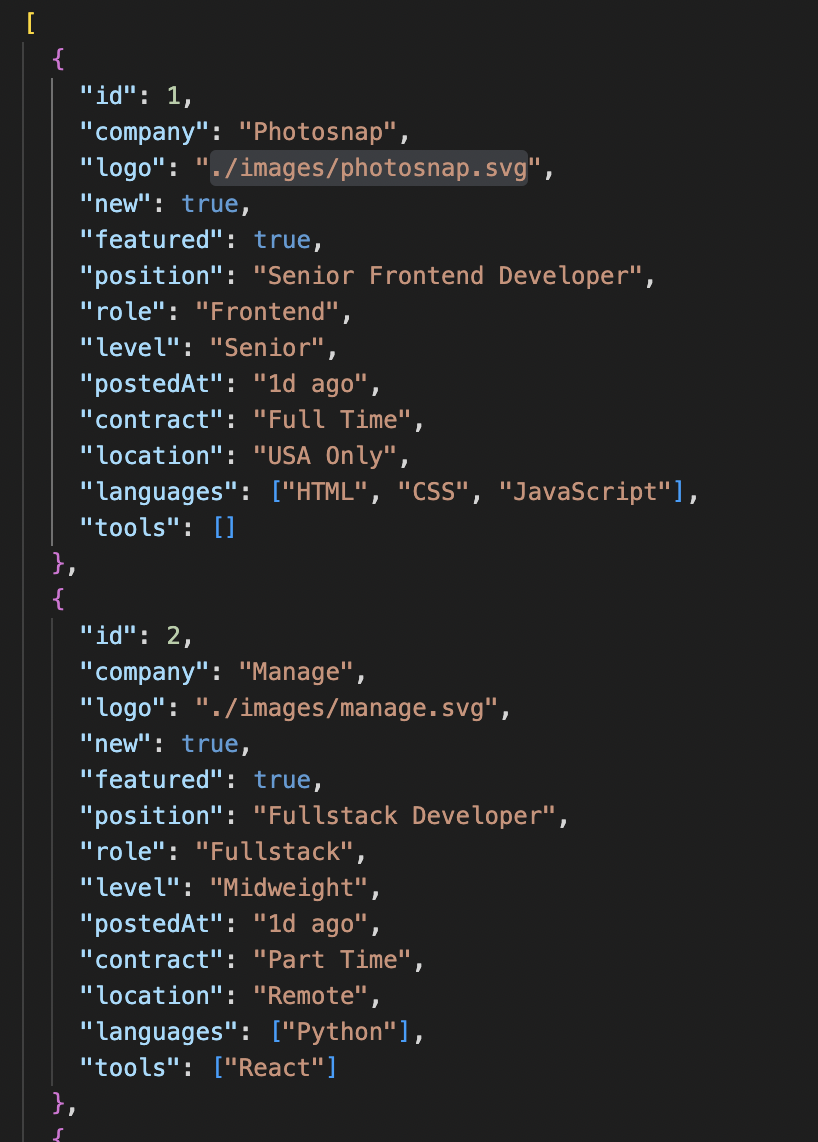 [
{
"id": 1,
"company": "Photosnap",
"logo": "./images/photosnap.svg",
"new": true,
"featured": true,
"position": "Senior Frontend Developer",
"role": "Frontend",
"level": "Senior",
"postedAt": "1d ago",
"contract": "Full Time",
"location": "USA Only",
"languages": ["HTML", "CSS", "JavaScript"],
"tools": []
},
{
"id": 2,
"company": "Manage",
"logo": "./images/manage.svg",
"new": true,
"featured": true,
"position": "Fullstack Developer",
"role": "Fullstack",
"level": "Midweight",
"postedAt": "1d ago",
"contract": "Part Time",
"location": "Remote",
"languages": ["Python"],
"tools": ["React"]
},
{